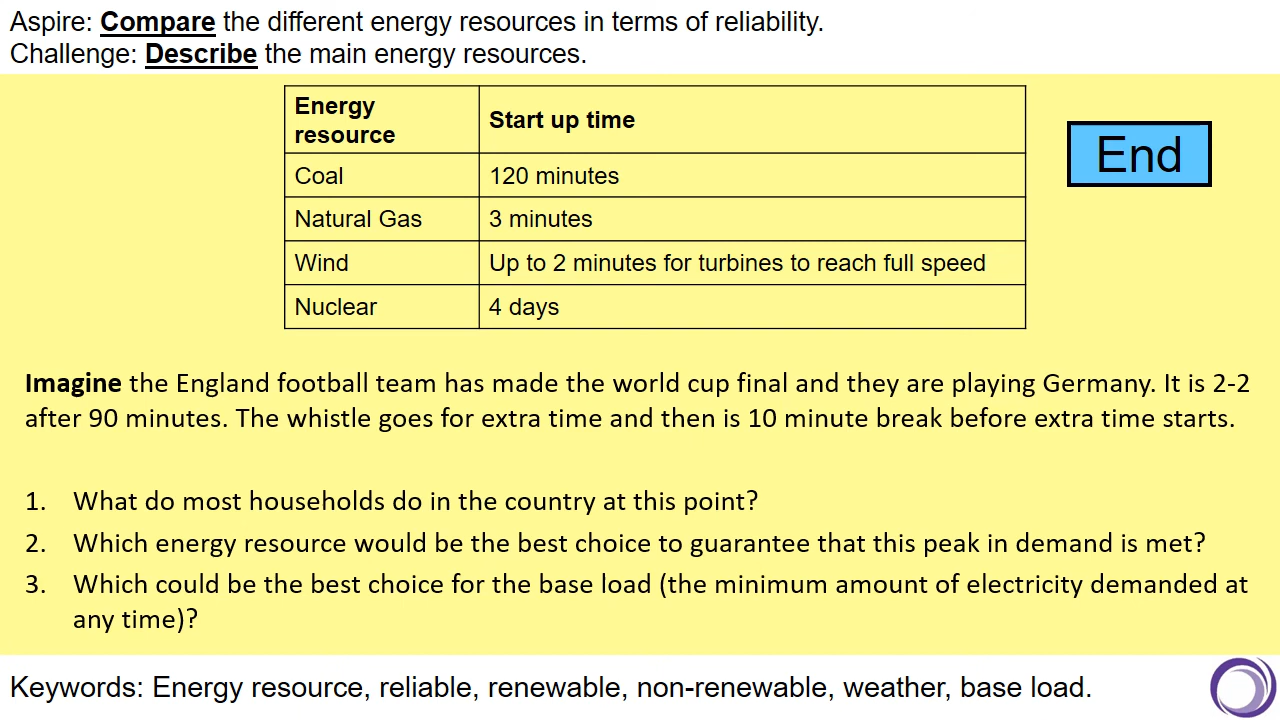 Aspire: Compare the different energy resources in terms of reliability.
Challenge: Describe the main energy resources.
Energy resource
Start up time
Coal
120 minutes
Natural Gas
3 minutes
Wind
Up to 2 minutes for turbines to reach full speed
Nuclear
4 days
End
Imagine the England football team has made the world cup final and they are playing Germany. It is 2-2
after 90 minutes. The whistle goes for extra time and then is 10 minute break before extra time starts.
1. What do most households do in the country at this point?
2. Which energy resource would be the best choice to guarantee that this peak in demand is met?
3. Which could be the best choice for the base load (the minimum amount of electricity demanded at
any time)?
Keywords: Energy resource, reliable, renewable, non-renewable, weather, base load.